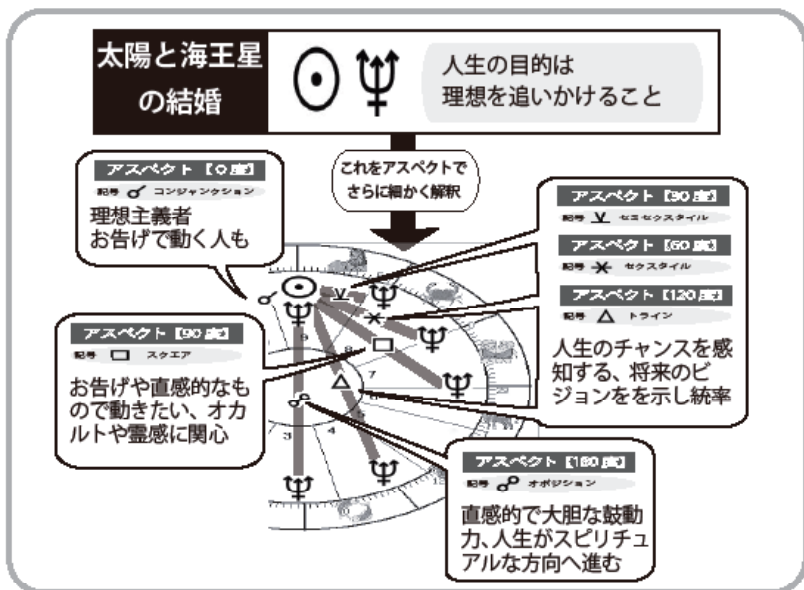 太陽と海王星
の結婚
人生の目的は
理想を追いかけること
これをアスペクトで
さらに細かく解釈
アスペクト【0度】
記号 コンジャンクション
理想主義者
お告げで動く人も
アスペクト【30度】
記号 セミセクスタイル
アスペクト【60度】
記号 セクスタイル
アスペクト【120度】
記号 トライン
人生のチャンスを感
知する、将来のビ
ジョンをを示し統率
アスペクト【90度】
記号 スクエア
お告げや直感的なも
ので動きたい、オカ
ルトや霊感に関心
アスペクト【180度】
記号 オポジション
直感的で大胆な鼓動
力、人生がスピリチュ
アルな方向へ進む
9
8
7
6
5
4
3